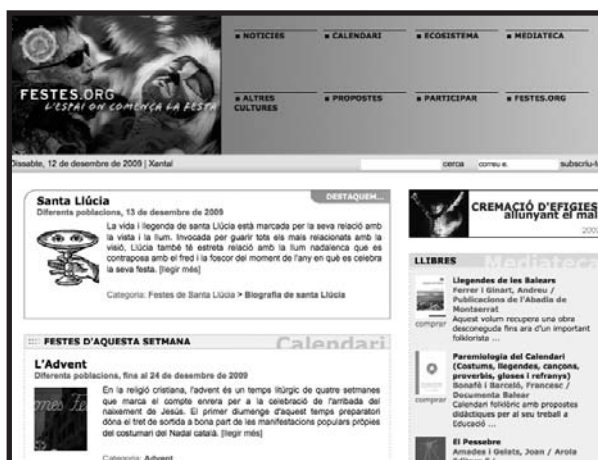 NOTICIES
CALENDARI
ECOSISTEMA
MEDIATECA
FESTES.ORG
L'ESPAI ON COMENÇA LA FESTA
ALTRES
CULTURES
PROPOSTES
PARTICIPAR
FESTES.ORG
Dissabte, 12 de desembre de 2009 | Xantal
cerca
correu e.
subscriu-t
DESTAQUEM...
Santa Llúcia
Diferents poblacions, 13 de desembre de 2009
La vida i llegenda de santa Llúcia està marcada per la seva relació amb
la vista i la llum. Invocada per guarir tots els mals relacionats amb la
visió, Llúcia també té estreta relació amb la llum nadalenca que es
contraposa amb el fred i la foscor del moment de l'any en què es celebra
la seva festa. [llegir més]
Categoria: Festes de Santa Llúcia > Biografia de santa Llúcia
FESTES D'AQUESTA SETMANA
Calendari
L'Advent
Diferents poblacions, fins al 24 de desembre de 2009
En la religió cristiana, l'advent és un temps litúrgic de quatre setmanes
que marca el compte enrera per a la celebració de l'arribada del
naixement de Jesús. El primer diumenge d'aquest temps preparatori
dóna el tret de sortida a bona part de les manifestacions populars pròpies
del costumari del Nadal català. [llegir més]
Categoria: Advent
CREMACIÓ D'EFIGIES
allunyant el mal
LLIBRES
Mediateca
Llegendes de les Balears
Ferrer i Ginart, Andreu /
Publicacions de l'Abadia de
Montserrat
Aquest volum recupera una obra
desconeguda fins ara d'un important
folklorista ...
comprar
Paremiologia del Calendari
(Costums, llegendes, cançons,
proverbis, gloses i refranys)
Bonafè i Barceló, Francesc /
Documenta Balear
Calendari folklòric amb propostes
didàctiques per al seu treball a
Educació ...
comprar
El Pessebre
Amades i Gelats, Joan / Arola